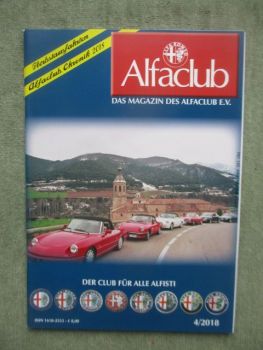 Herbstausfahrten
Alfaclub Chronik 2015
Alfaclub
DAS MAGAZIN DES ALFACLUB E.V.
DER CLUB FÜR ALLE ALFISTI
4/2018